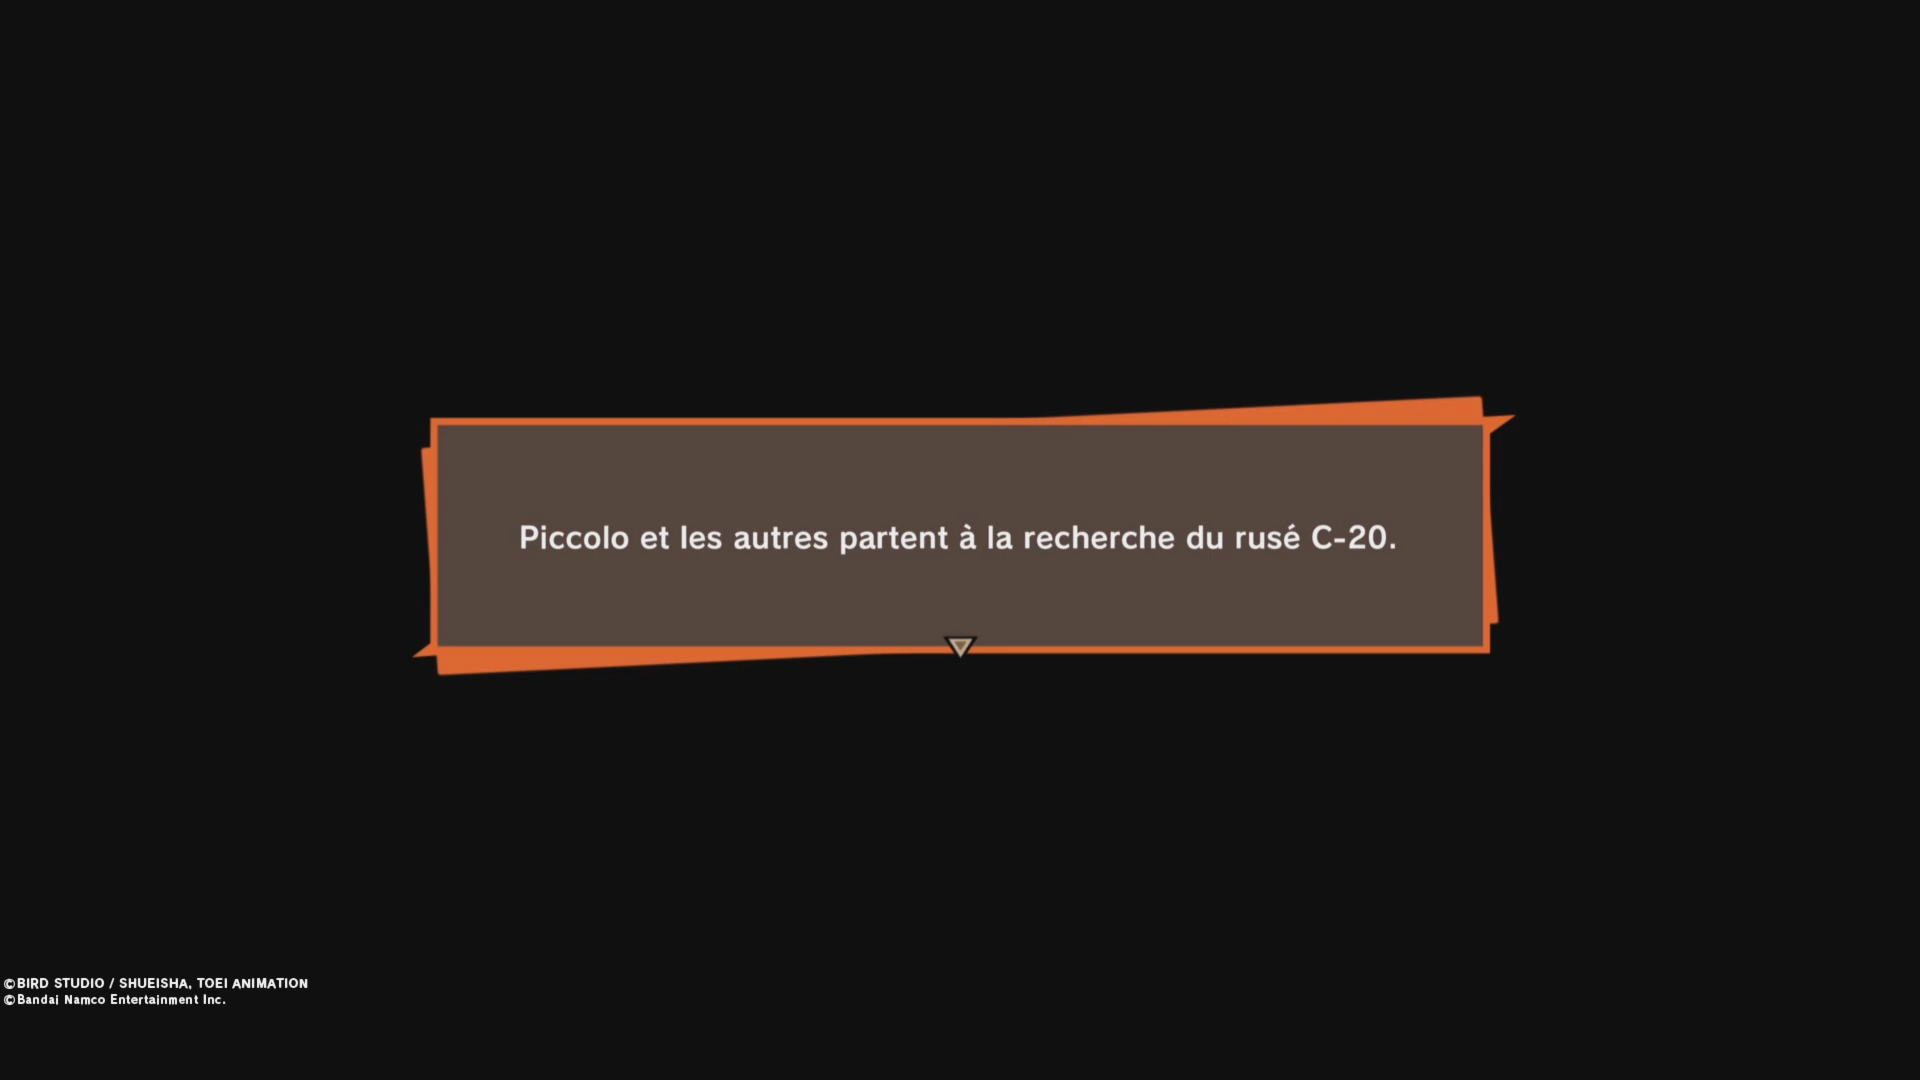 Piccolo et les autres partent à la recherche du rusé C-20.
©BIRD STUDIO / SHUEISHA, TOEI ANIMATION
©Bandai Namco Entertainment Inc.